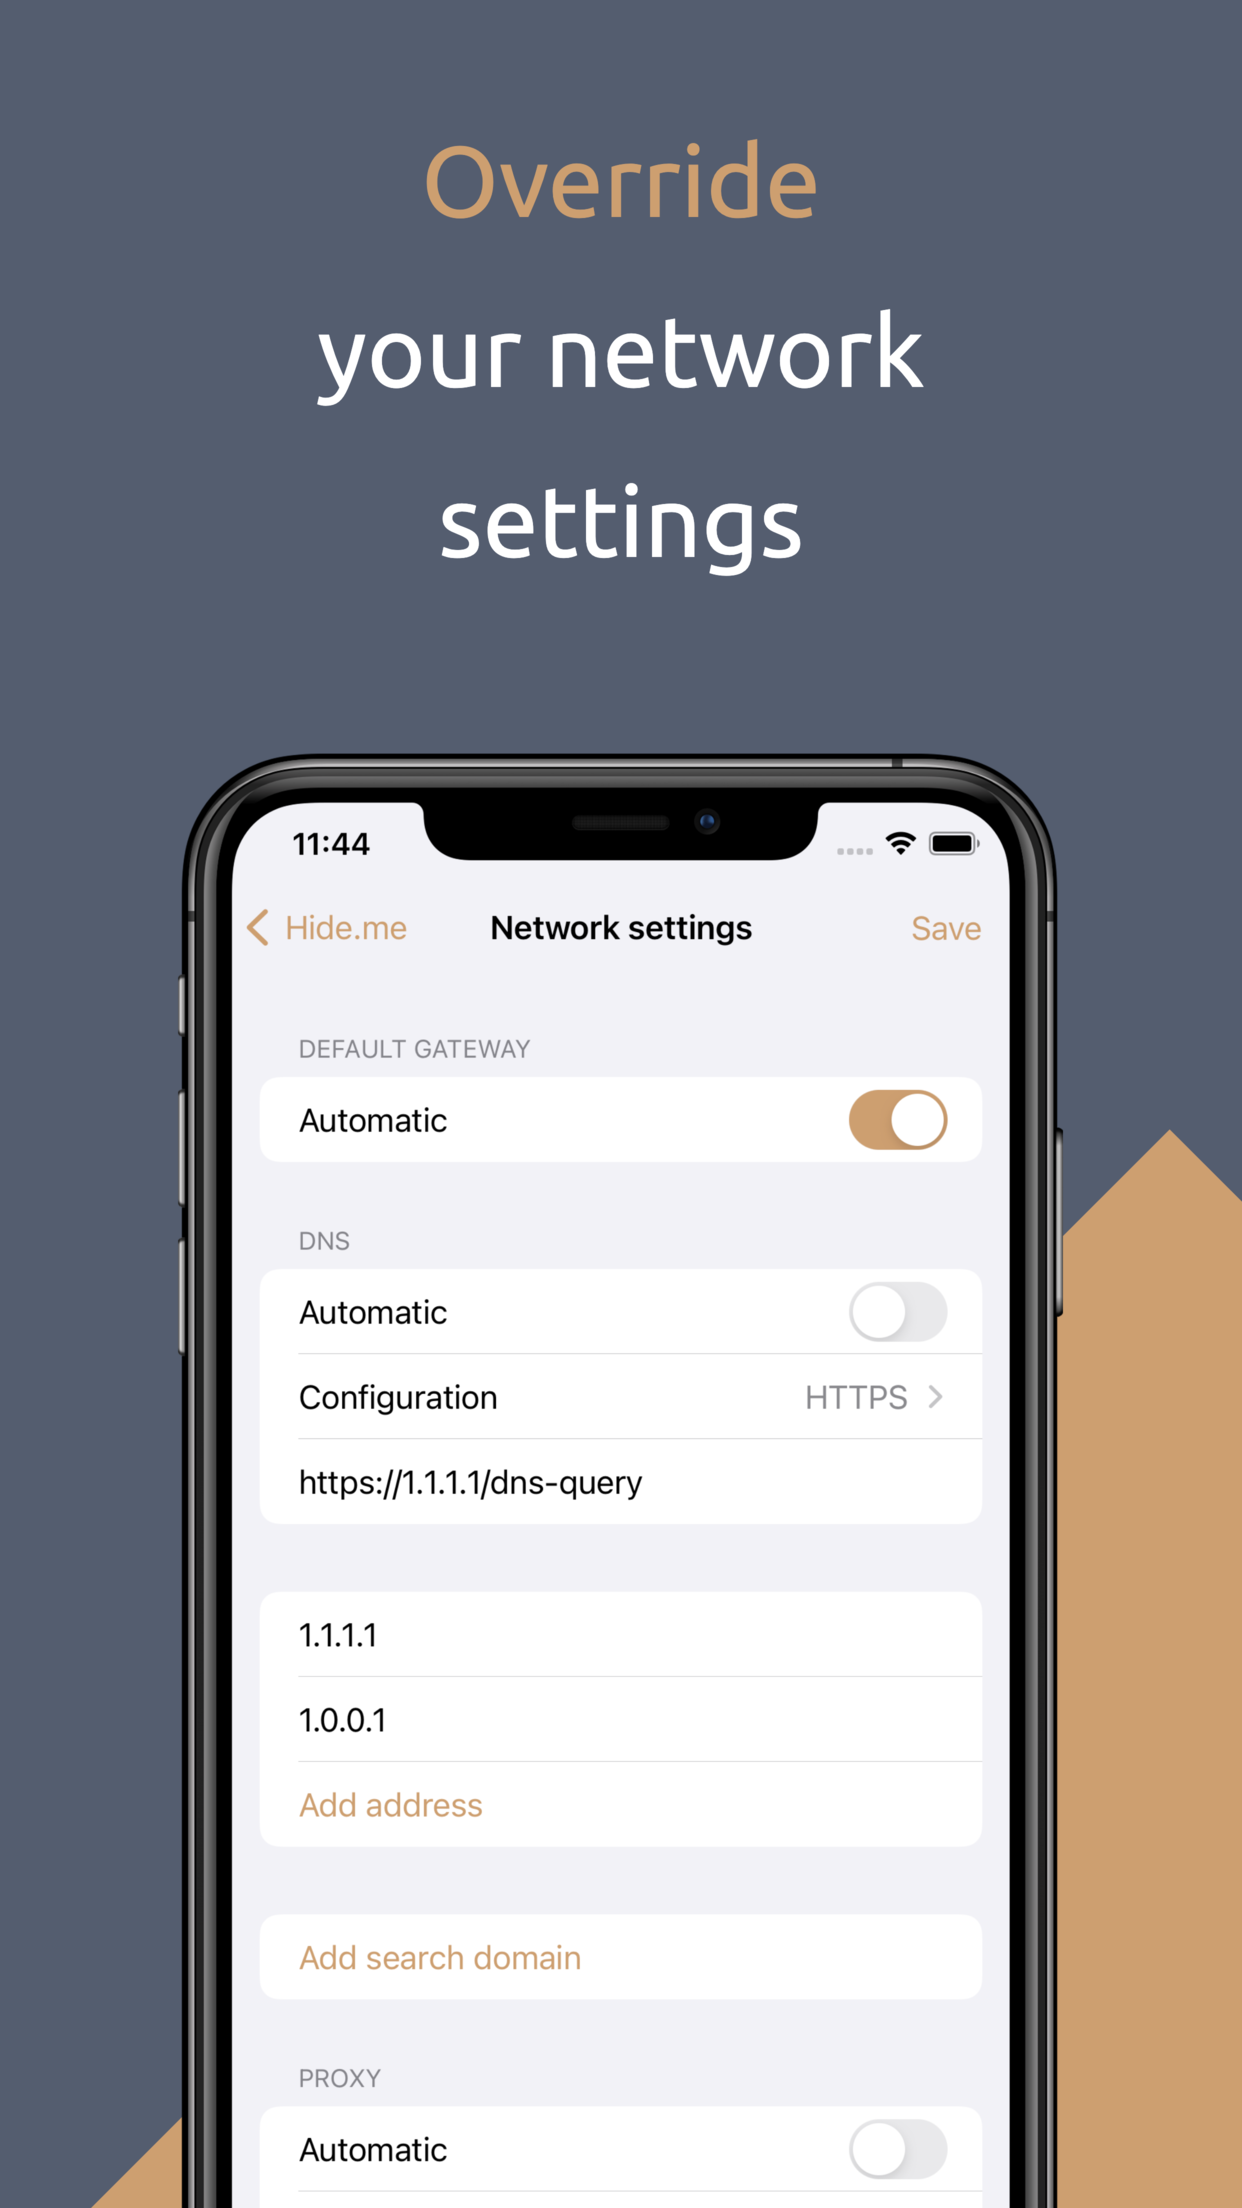 Override
your network
settings
11:44
Hide.me
Network settings
Save
DEFAULT GATEWAY
Automatic
DNS
Automatic
Configuration HTTPS
https://1.1.1.1/dns-query
1.1.1.1
1.0.0.1
Add address
Add search domain
PROXY
Automatic